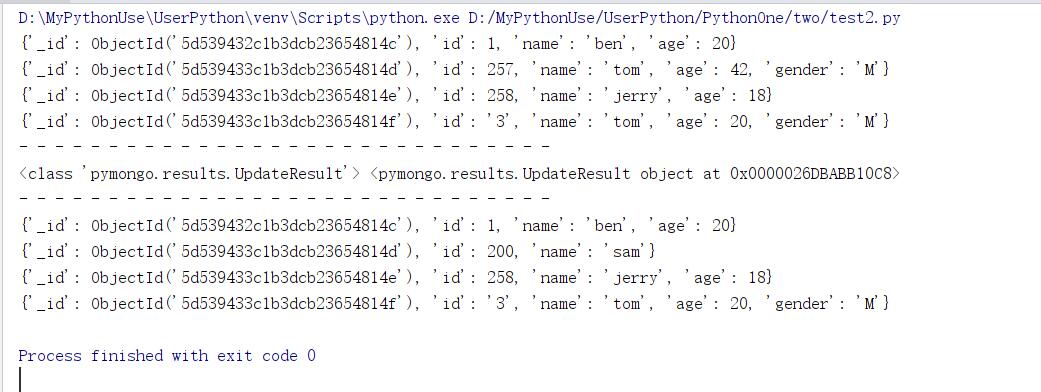 D:\MyPythonUse\UserPython\venv\Scripts\python.exe D:/MyPythonUse/UserPython/PythonOne/two/test2.py
{'_id': ObjectId('5d539432c1b3dcb23654814c'), 'id': 1, 'name': 'ben', 'age': 20}
{'_id': ObjectId('5d539433c1b3dcb23654814d'), 'id': 257, 'name': 'tom', 'age': 42, 'gender': 'M'}
{'_id': ObjectId('5d539433c1b3dcb23654814e'), 'id': 258, 'name': 'jerry', 'age': 18}
{'_id': ObjectId('5d539433c1b3dcb23654814f'), 'id': '3', 'name': 'tom', 'age': 20, 'gender': 'M'}
- - - - - - - - - - - - - - - - - - - - - - - - - - - - - -
<class 'pymongo.results.UpdateResult'> <pymongo.results.UpdateResult object at 0x0000026DBABB10C8>
- - - - - - - - - - - - - - - - - - - - - - - - - - - - - -
{'_id': ObjectId('5d539432c1b3dcb23654814c'), 'id': 1, 'name': 'ben', 'age': 20}
{'_id': ObjectId('5d539433c1b3dcb23654814d'), 'id': 200, 'name': 'sam'}
{'_id': ObjectId('5d539433c1b3dcb23654814e'), 'id': 258, 'name': 'jerry', 'age': 18}
{'_id': ObjectId('5d539433c1b3dcb23654814f'), 'id': '3', 'name': 'tom', 'age': 20, 'gender': 'M'}
Process finished with exit code 0